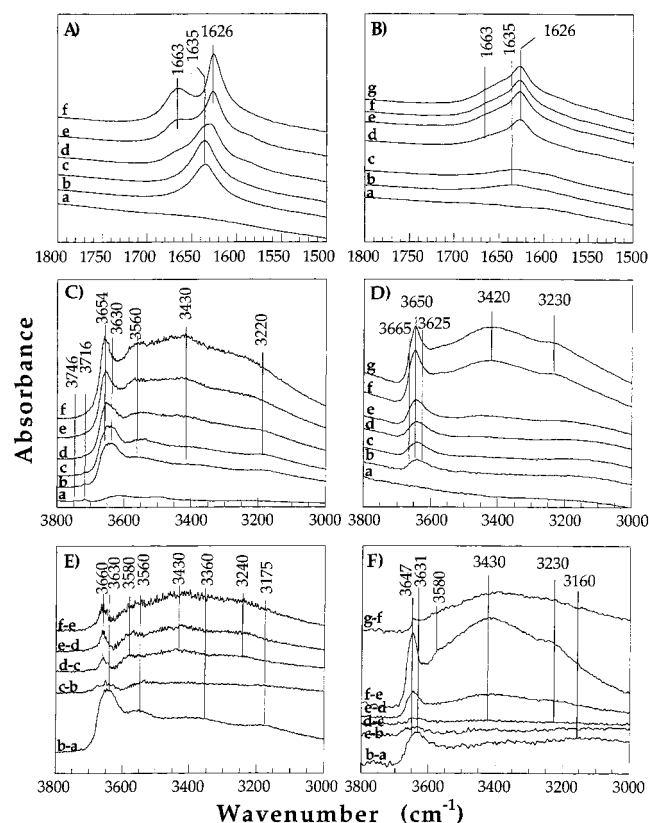 A)
1626
1635
1663
f
e
d
c
b
a
1800 1750 1700 1650 1600 1550 1500
B)
1663
1635
1626
g
f
e
d
c
b
a
1800 1750 1700 1650 1600 1550 1500
C)
3746
3716
3654
3630
3560
3430
3220
f
e
d
c
b
a
3800 3600 3400 3200 3000
D)
3665
3650
3625
3420
3230
g
f
e
d
c
b
a
3800 3600 3400 3200 3000
E)
3660
3630
3580
3560
3430
3360
3240
3175
f-e
e-d
d-c
c-b
b-a
3800 3600 3400 3200 3000
F)
3647
3631
3580
3430
3230
3160
g-f
f-e
e-d
c-b
b-a
3800 3600 3400 3200 3000
Absorbance
Wavenumber (cm-1)